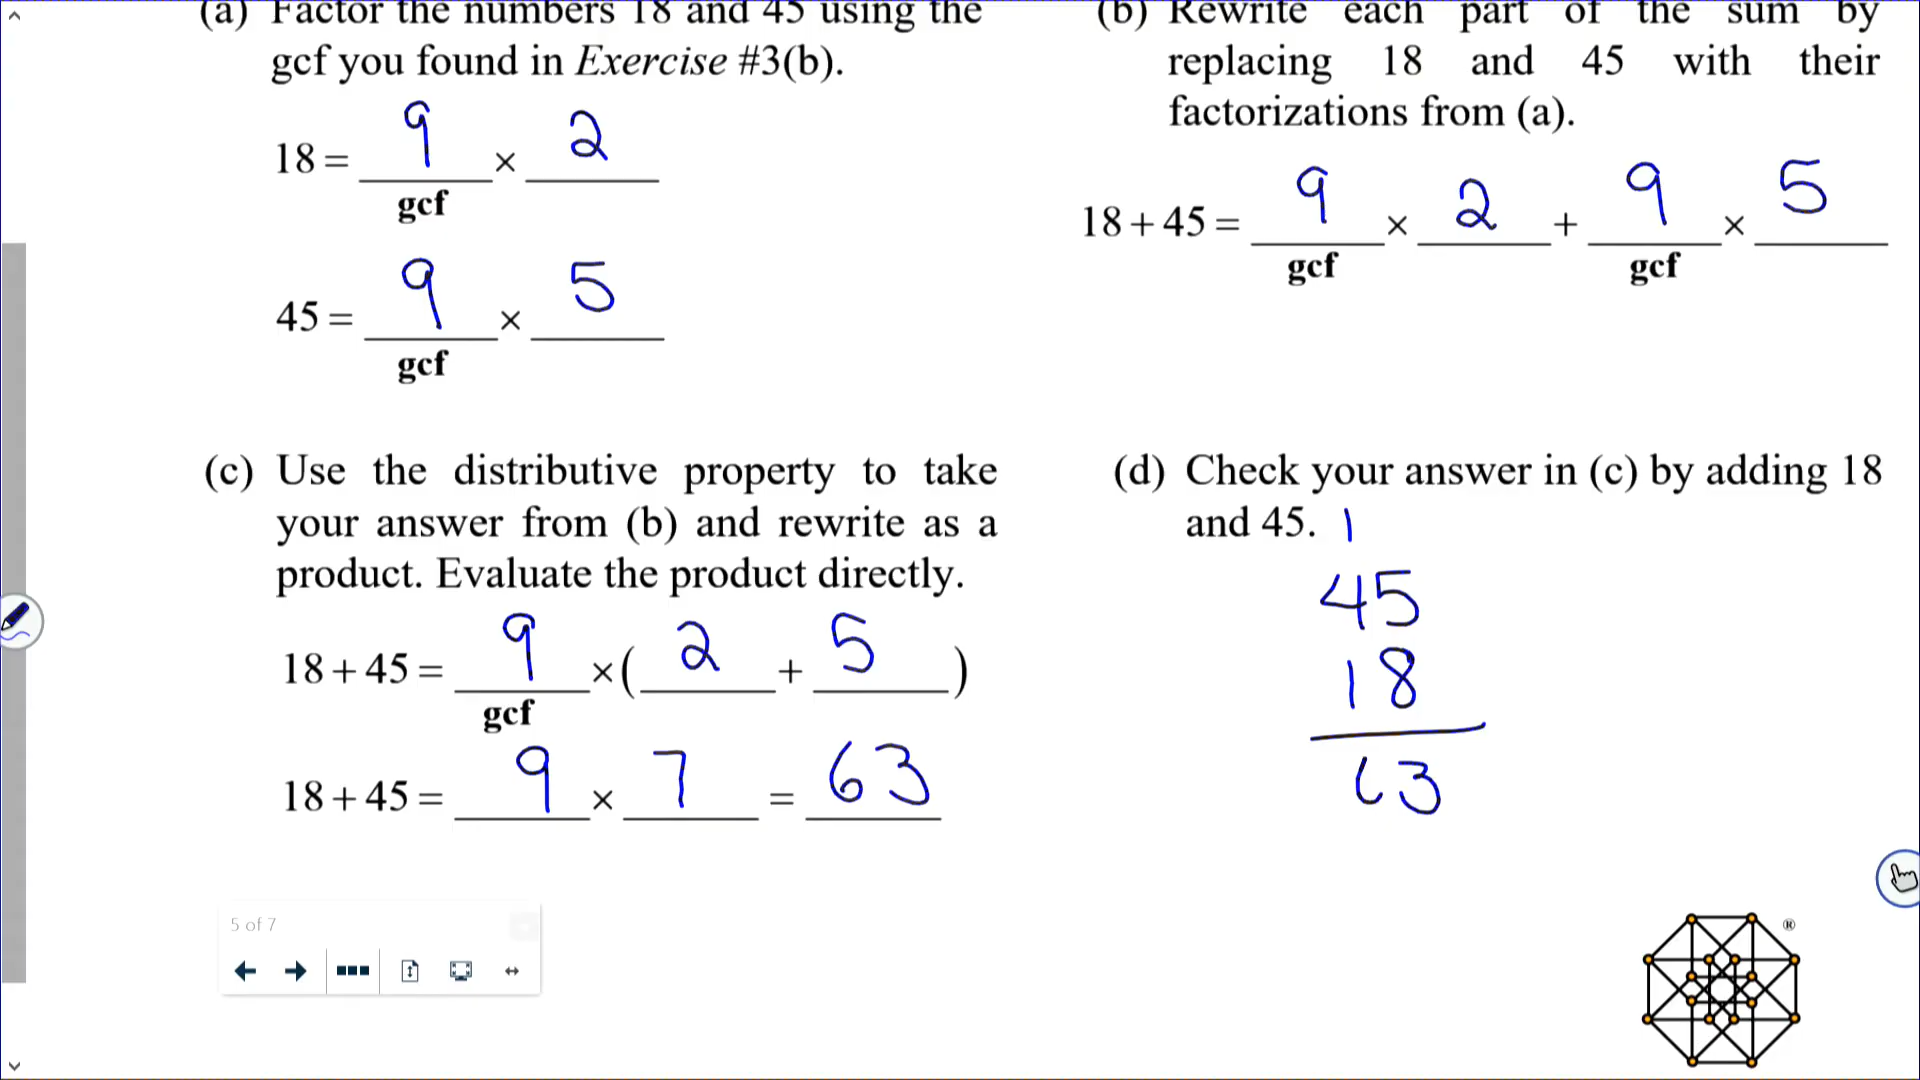 (a) Factor the numbers 18 and 45 using the
gcf you found in Exercise #3(b).
18 = 9 × 2
gcf
45 = 9 × 5
gcf
(b) Rewrite each part of the sum by
replacing 18 and 45 with their
factorizations from (a).
18 + 45 = 9 × 2 + 9 × 5
gcf gcf
(c) Use the distributive property to take
your answer from (b) and rewrite as a
product. Evaluate the product directly.
18 + 45 = 9 × ( 2 + 5 )
gcf
18 + 45 = 9 × 7 = 63
(d) Check your answer in (c) by adding 18
and 45.
1
45
18
63
5 of 7
®